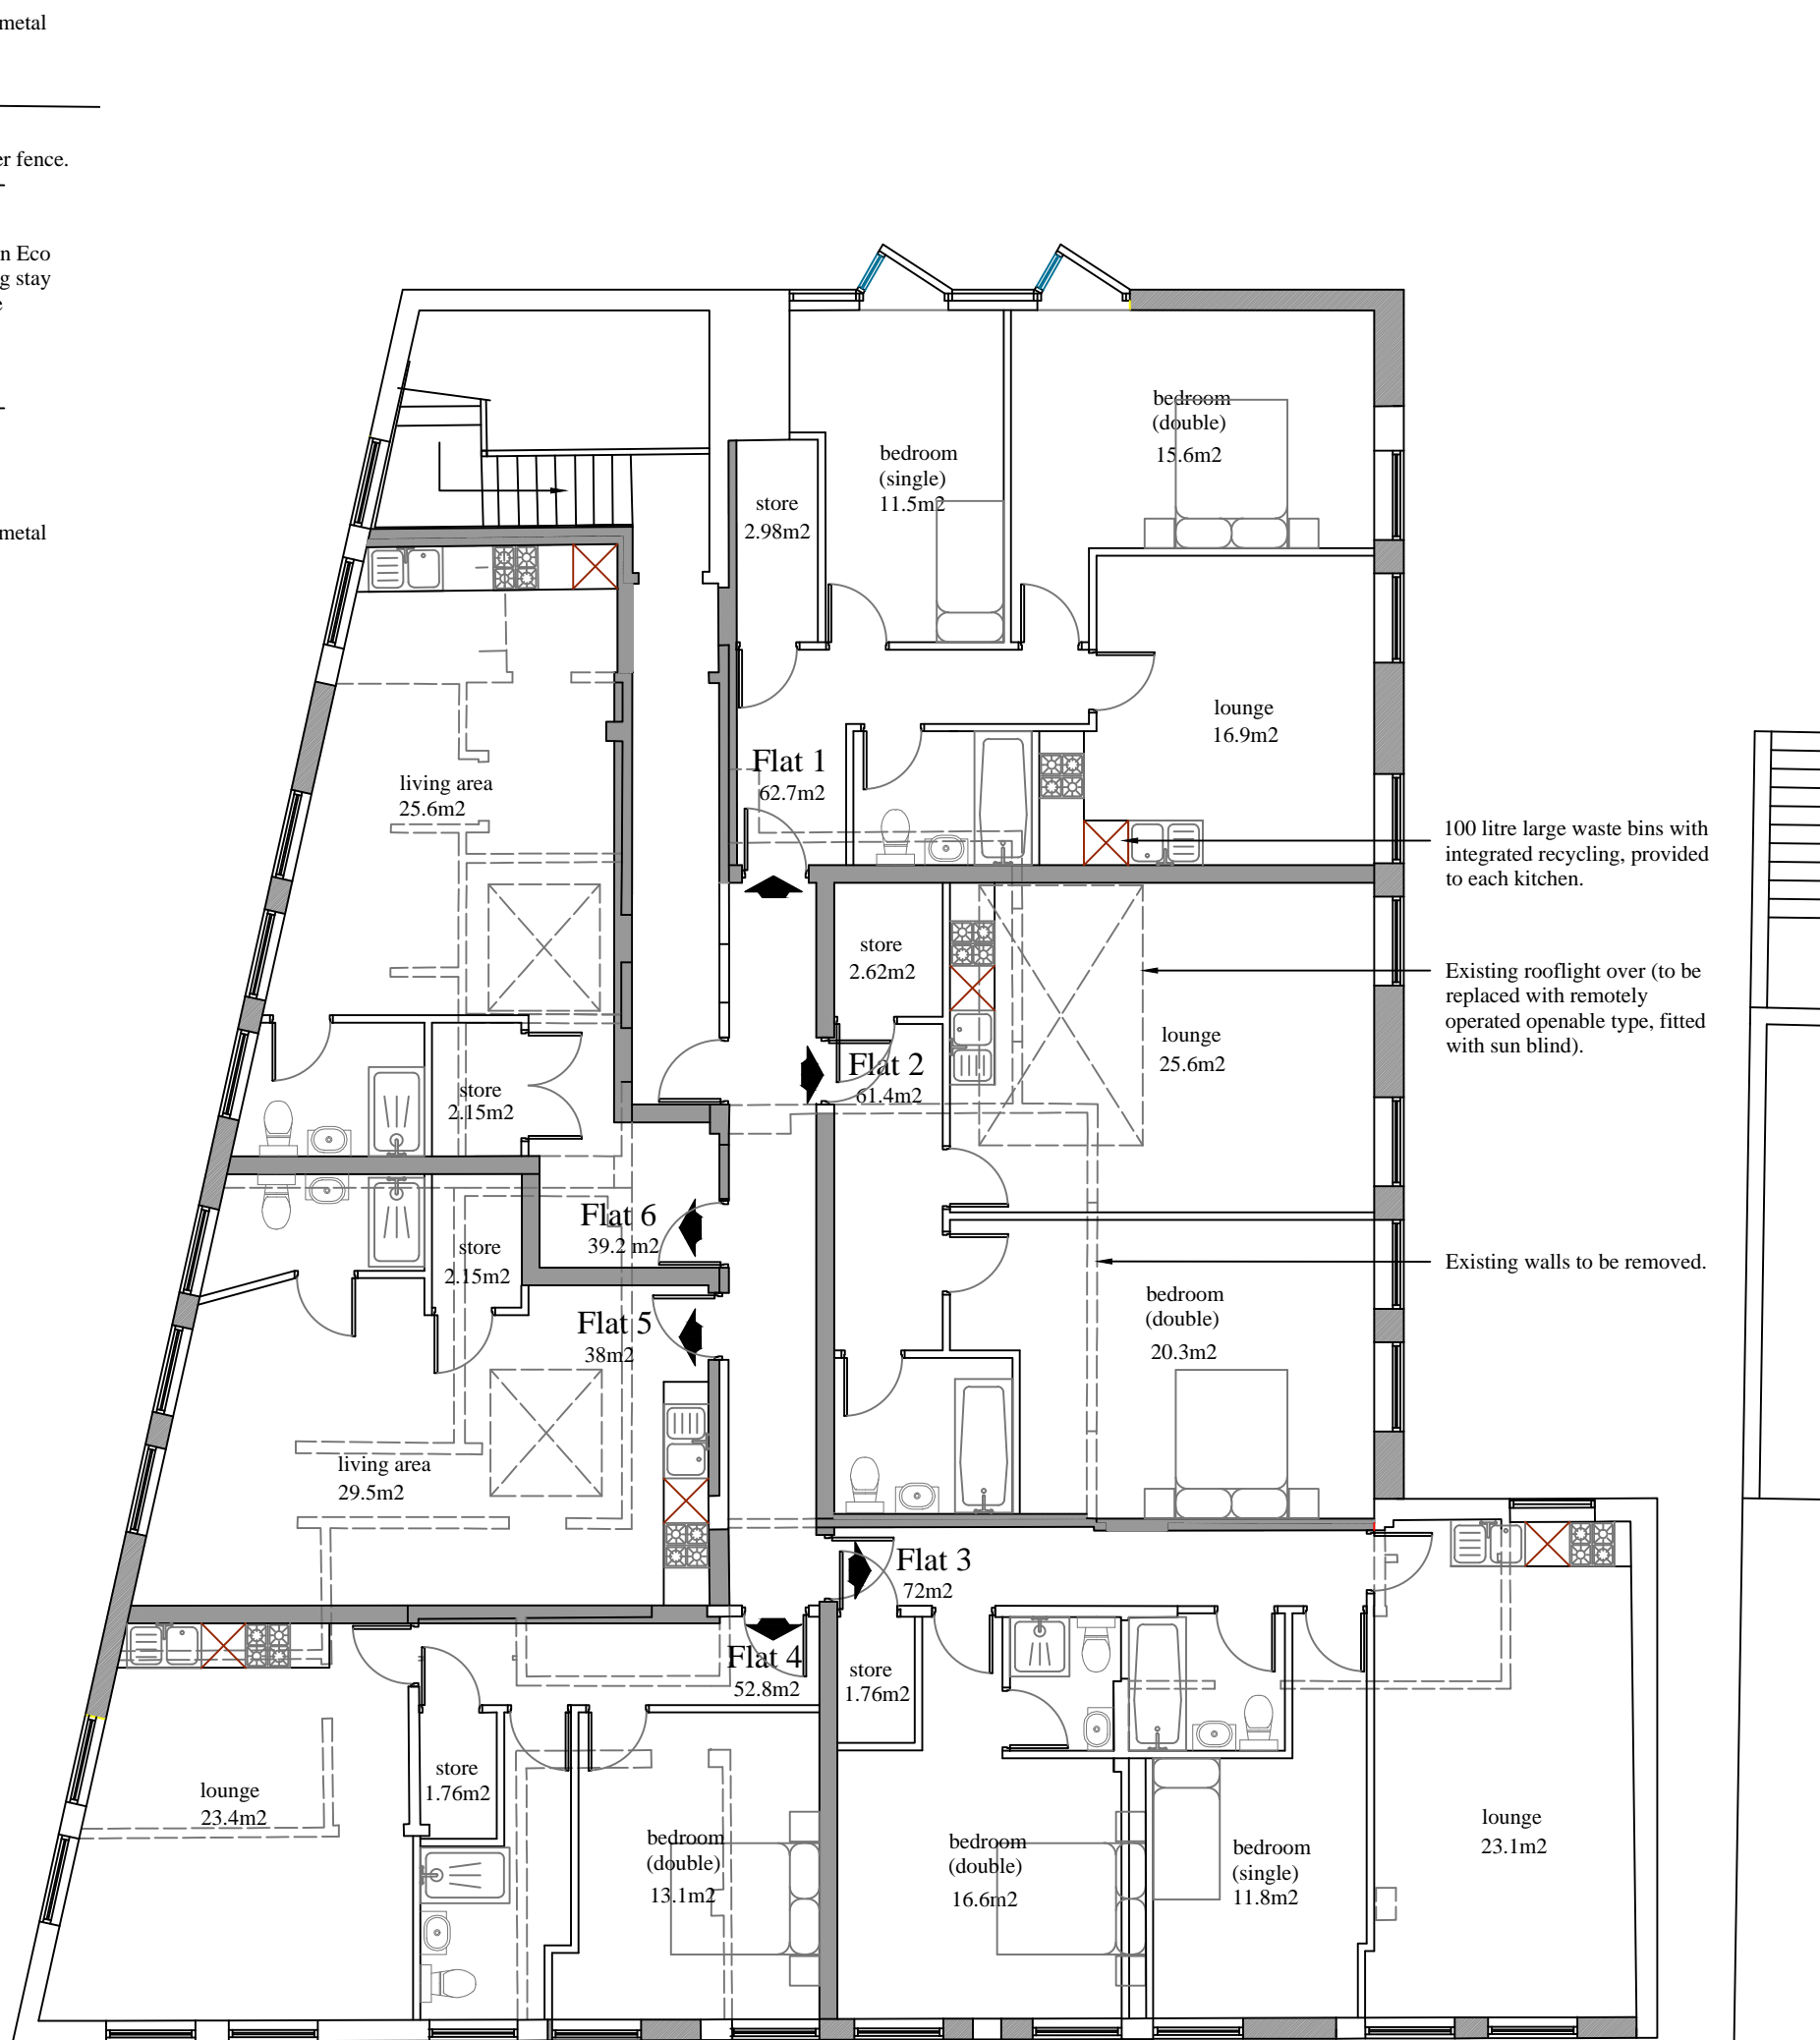 metal
er fence.
n Eco
g stay
e
metal
bedroom
(double)
15.6m2
bedroom
(single)
11.5m2
store
2.98m2
lounge
16.9m2
Flat 1
62.7m2
living area
25.6m2
100 litre large waste bins with
integrated recycling, provided
to each kitchen.
store
2.62m2
Existing rooflight over (to be
replaced with remotely
operated openable type, fitted
with sun blind).
lounge
25.6m2
Flat 2
61.4m2
store
2.15m2
Flat 6
39.2 m2
store
2.15m2
Existing walls to be removed.
bedroom
(double)
20.3m2
Flat 5
38m2
living area
29.5m2
Flat 3
72m2
Flat 4
52.8m2
store
1.76m2
store
1.76m2
lounge
23.4m2
bedroom
(double)
13.1m2
bedroom
(double)
16.6m2
bedroom
(single)
11.8m2
lounge
23.1m2